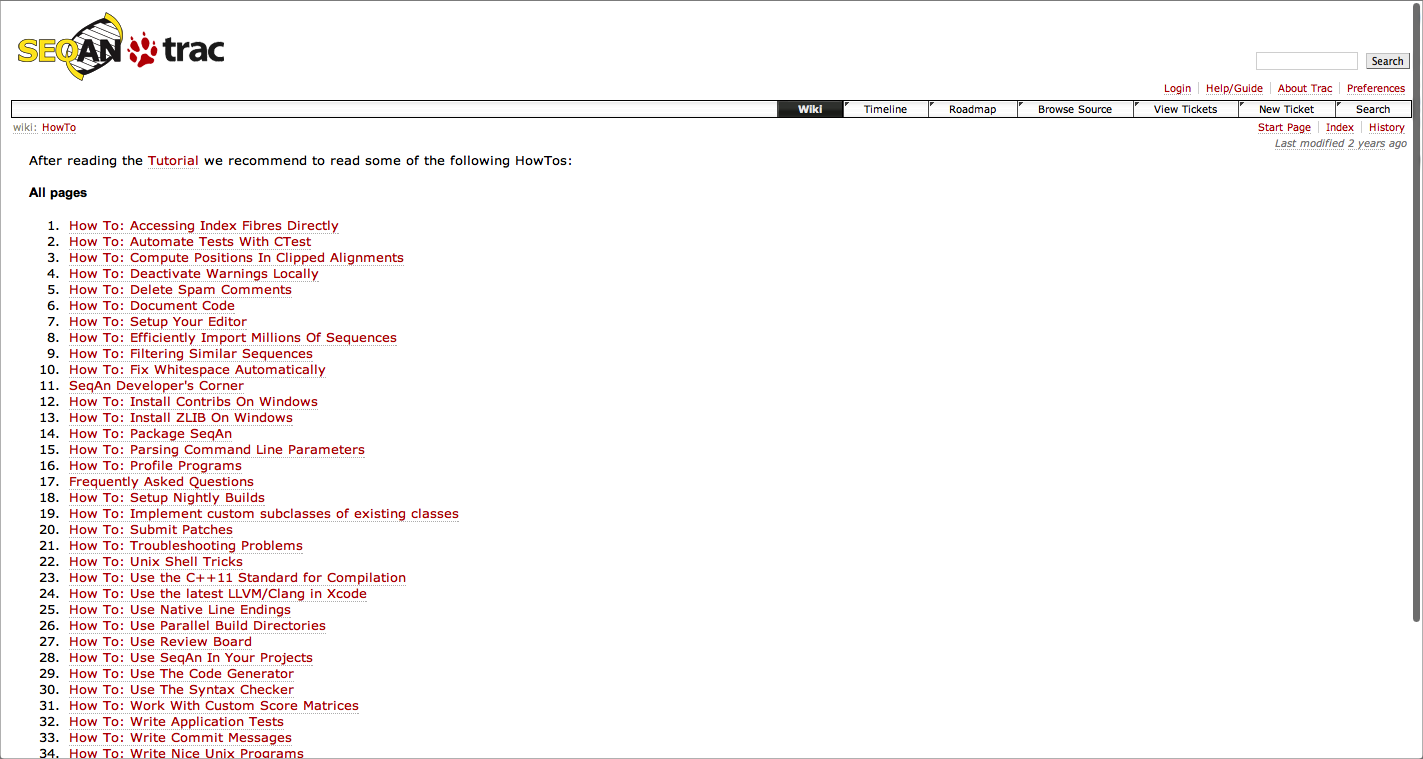 SEQAN trac
Search
Login Help/Guide About Trac Preferences
Wiki Timeline Roadmap Browse Source View Tickets New Ticket Search
wiki: HowTo
Start Page Index History
Last modified 2 years ago
After reading the Tutorial we recommend to read some of the following HowTos:
All pages
1. How To: Accessing Index Fibres Directly
2. How To: Automate Tests With CTest
3. How To: Compute Positions In Clipped Alignments
4. How To: Deactivate Warnings Locally
5. How To: Delete Spam Comments
6. How To: Document Code
7. How To: Setup Your Editor
8. How To: Efficiently Import Millions Of Sequences
9. How To: Filtering Similar Sequences
10. How To: Fix Whitespace Automatically
11. SeqAn Developer's Corner
12. How To: Install Contribs On Windows
13. How To: Install ZLIB On Windows
14. How To: Package SeqAn
15. How To: Parsing Command Line Parameters
16. How To: Profile Programs
17. Frequently Asked Questions
18. How To: Setup Nightly Builds
19. How To: Implement custom subclasses of existing classes
20. How To: Submit Patches
21. How To: Troubleshooting Problems
22. How To: Unix Shell Tricks
23. How To: Use the C++11 Standard for Compilation
24. How To: Use the latest LLVM/Clang in Xcode
25. How To: Use Native Line Endings
26. How To: Use Parallel Build Directories
27. How To: Use Review Board
28. How To: Use SeqAn In Your Projects
29. How To: Use The Code Generator
30. How To: Use The Syntax Checker
31. How To: Work With Custom Score Matrices
32. How To: Write Application Tests
33. How To: Write Commit Messages
34. How To: Write Nice Unix Programs